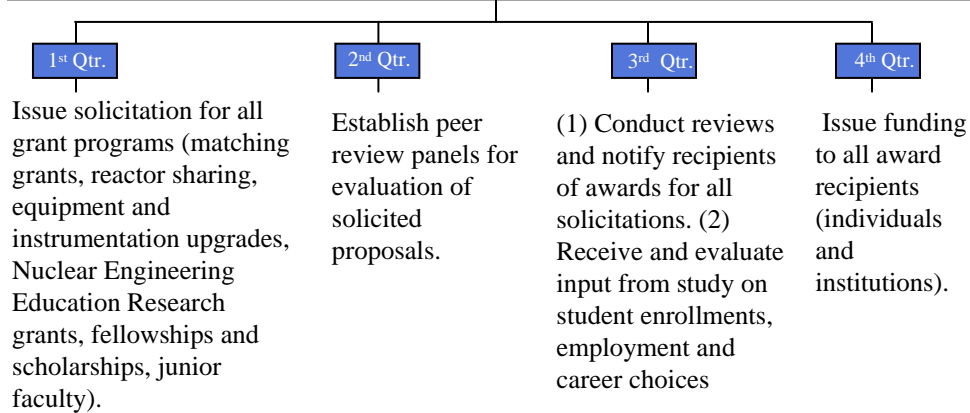 1st Qtr.
Issue solicitation for all
grant programs (matching
grants, reactor sharing,
equipment and
instrumentation upgrades,
Nuclear Engineering
Education Research
grants, fellowships and
scholarships, junior
faculty).
2nd Qtr.
Establish peer
review panels for
evaluation of
solicited
proposals.
3rd Qtr.
(1) Conduct reviews
and notify recipients
of awards for all
solicitations. (2)
Receive and evaluate
input from study on
student enrollments,
employment and
career choices
4th Qtr.
Issue funding
to all award
recipients
(individuals
and
institutions).